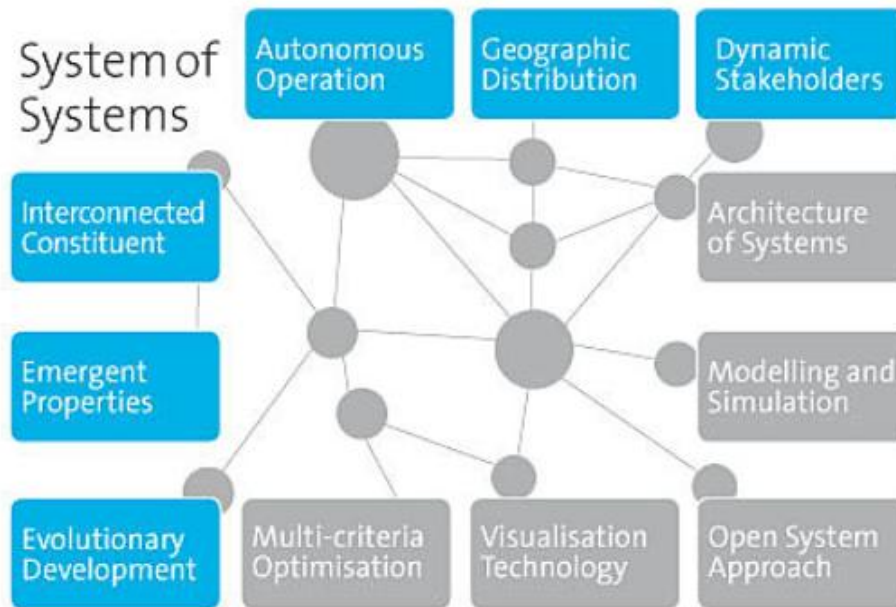 System of
Systems
Autonomous
Operation
Geographic
Distribution
Dynamic
Stakeholders
Interconnected
Constituent
Architecture
of Systems
Emergent
Properties
Modelling and
Simulation
Evolutionary
Development
Multi-criteria
Optimisation
Visualisation
Technology
Open System
Approach